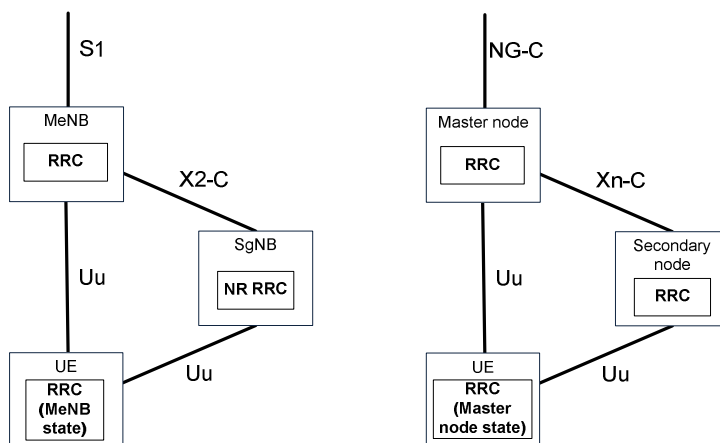 S1
MeNB
RRC
X2-C
SgNB
NR RRC
Uu
Uu
UE
RRC
(MeNB
state)
NG-C
Master node
RRC
Xn-C
Secondary
node
RRC
Uu
Uu
UE
RRC
(Master
node state)